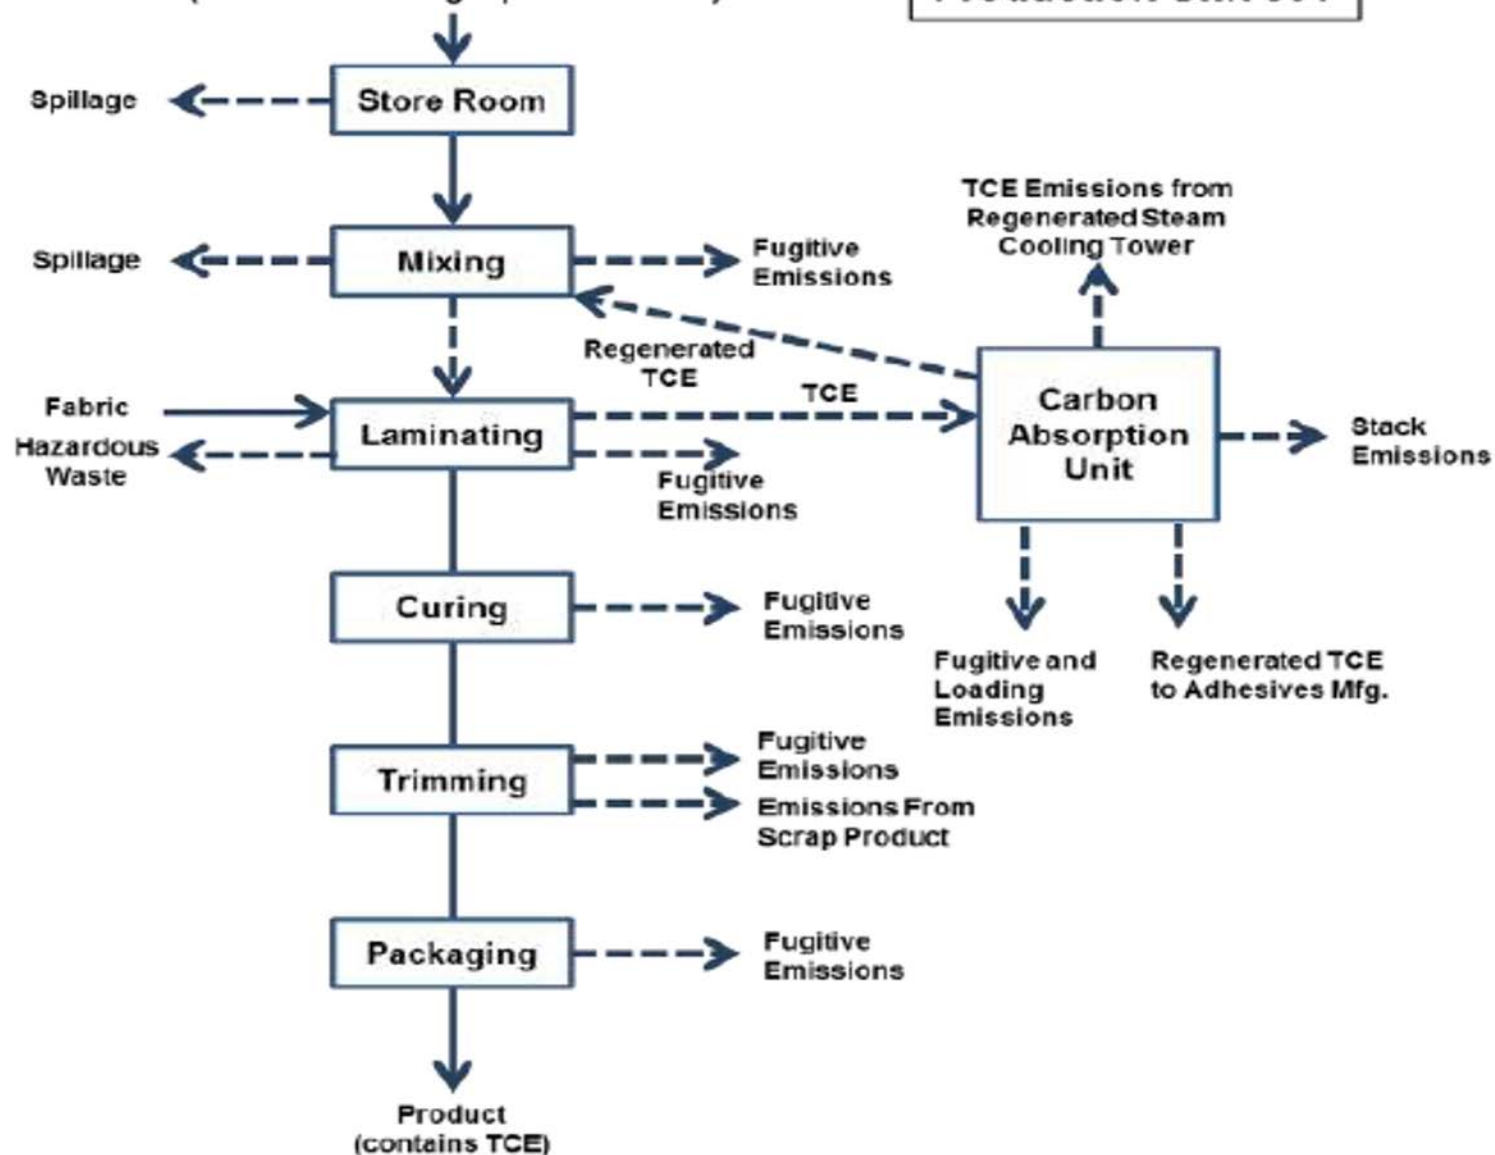 Store Room
Spillage
TCE Emissions from
Regenerated Steam
Cooling Tower
Spillage
Mixing
Fugitive
Emissions
Regenerated
TCE
TCE
Carbon
Absorption
Unit
Fabric
Laminating
Hazardous
Waste
Stack
Emissions
Fugitive
Emissions
Curing
Fugitive
Emissions
Fugitive and
Loading
Emissions
Regenerated TCE
to Adhesives Mfg.
Trimming
Fugitive
Emissions
Emissions From
Scrap Product
Packaging
Fugitive
Emissions
Product
(contains TCE)